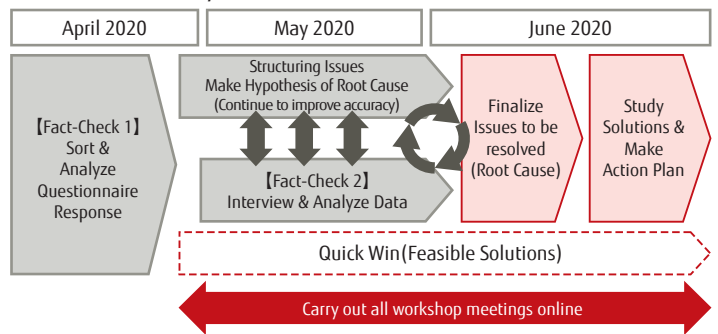 April 2020
May 2020
June 2020
【Fact-Check 1】
Sort &
Analyze
Questionnaire
Response
Structuring Issues
Make Hypothesis of Root Cause
(Continue to improve accuracy)
【Fact-Check 2】
Interview & Analyze Data
Finalize
Issues to be
resolved
(Root Cause)
Study
Solutions &
Make
Action Plan
Quick Win(Feasible Solutions)
Carry out all workshop meetings online